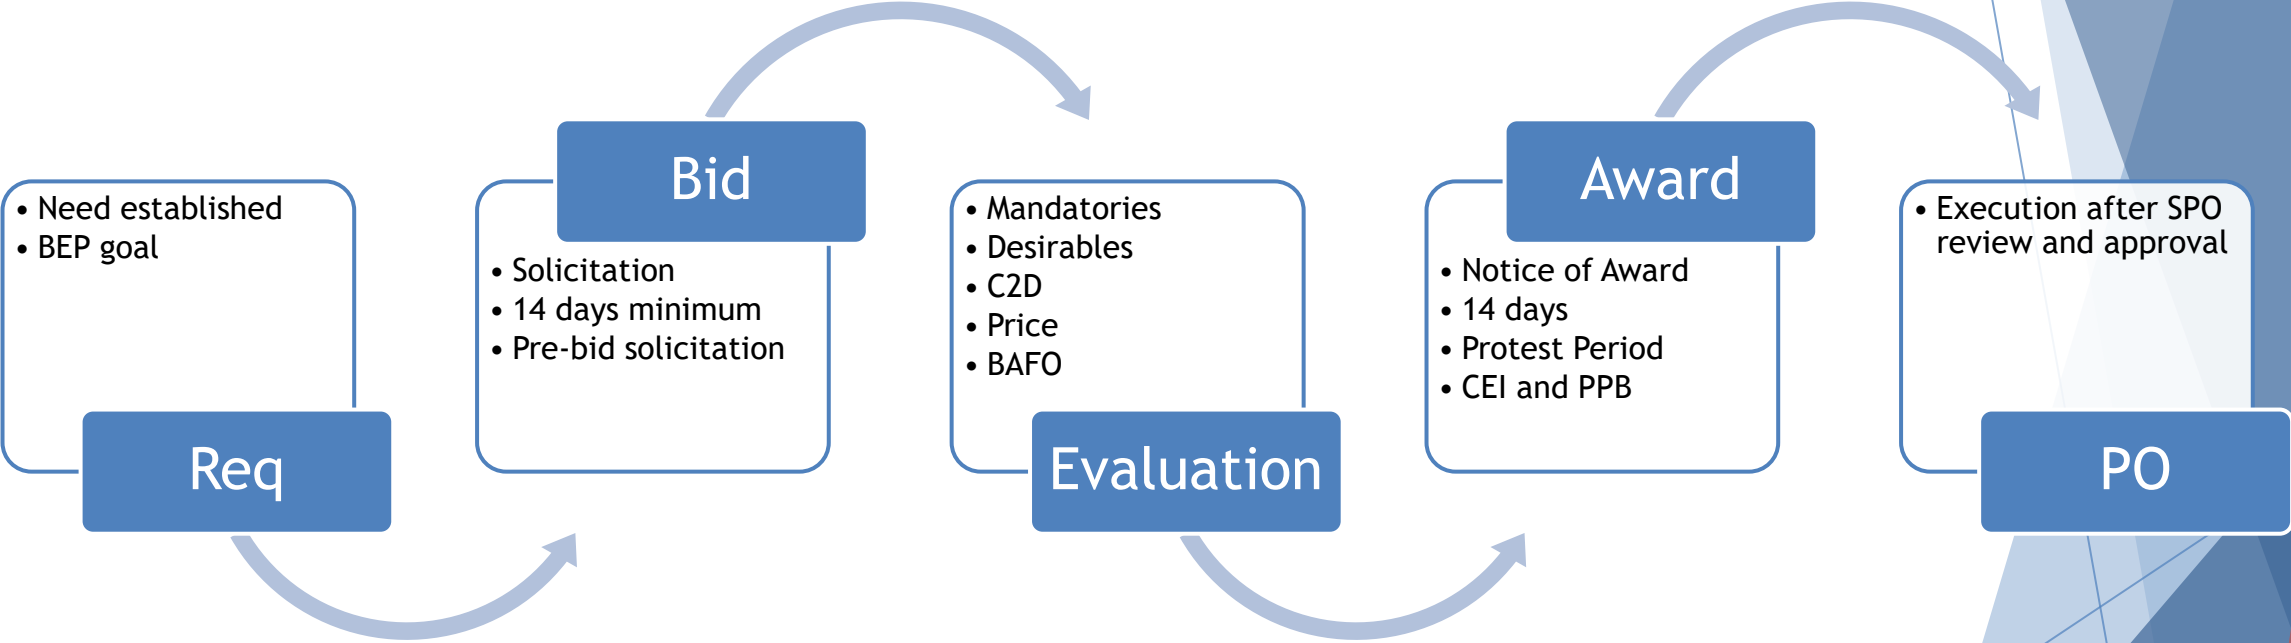 • Need established
• BEP goal
Req
Bid
• Solicitation
• 14 days minimum
• Pre-bid solicitation
• Mandatories
• Desirables
• C2D
• Price
• BAFO
Evaluation
Award
• Notice of Award
• 14 days
• Protest Period
• CEI and PPB
• Execution after SPO
review and approval
PO